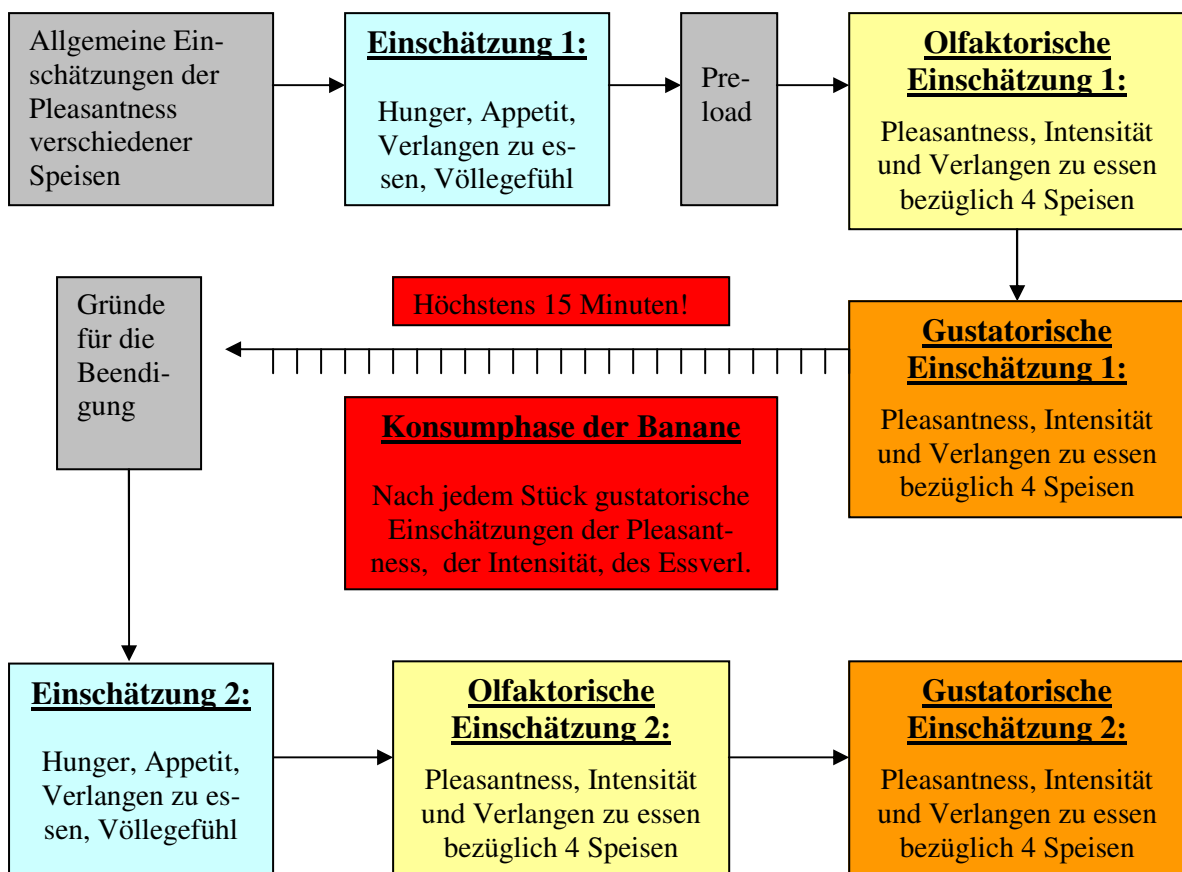 Allgemeine Ein-
schätzungen der
Pleasantness
verschiedener
Speisen
Einschätzung 1:
Hunger, Appetit,
Verlangen zu es-
sen, Völlegefühl
Pre-
load
Olfaktorische
Einschätzung 1:
Pleasantness, Intensität
und Verlangen zu essen
bezüglich 4 Speisen
Gustatorische
Einschätzung 1:
Pleasantness, Intensität
und Verlangen zu essen
bezüglich 4 Speisen
Höchstens 15 Minuten!
Konsumphase der Banane
Nach jedem Stück gustatorische
Einschätzungen der Pleasant-
ness, der Intensität, des Essverl.
Gründe
für die
Beendi-
gung
Einschätzung 2:
Hunger, Appetit,
Verlangen zu es-
sen, Völlegefühl
Olfaktorische
Einschätzung 2:
Pleasantness, Intensität
und Verlangen zu essen
bezüglich 4 Speisen
Gustatorische
Einschätzung 2:
Pleasantness, Intensität
und Verlangen zu essen
bezüglich 4 Speisen